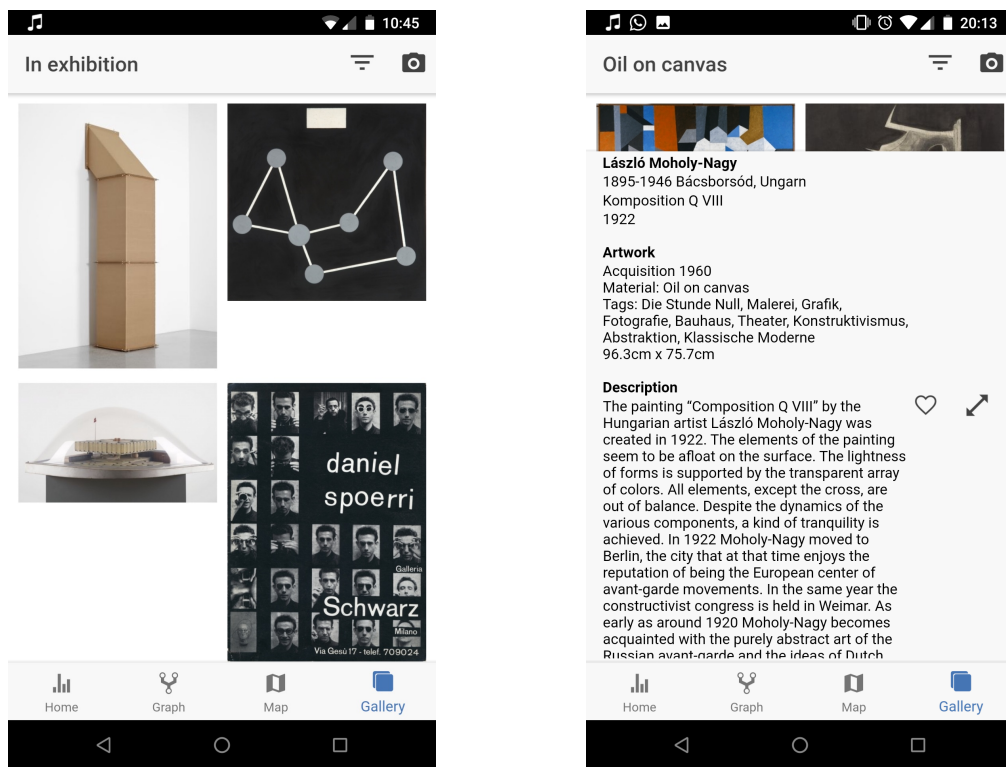 10:45
In exhibition
daniel
spoerri
Galleria
Schwarz
Milano
Via Gesú 17 - telef. 709024
Home
Graph
Map
Gallery
20:13
Oil on canvas
László Moholy-Nagy
1895-1946 Bácsborsód, Ungarn
Komposition Q VIII
1922
Artwork
Acquisition 1960
Material: Oil on canvas
Tags: Die Stunde Null, Malerei, Grafik,
Fotografie, Bauhaus, Theater, Konstruktivismus,
Abstraktion, Klassische Moderne
96.3cm x 75.7cm
Description
The painting “Composition Q VIII” by the
Hungarian artist László Moholy-Nagy was
created in 1922. The elements of the painting
seem to be afloat on the surface. The lightness
of forms is supported by the transparent array
of colors. All elements, except the cross, are
out of balance. Despite the dynamics of the
various components, a kind of tranquility is
achieved. In 1922 Moholy-Nagy moved to
Berlin, the city that at that time enjoys the
reputation of being the European center of
avant-garde movements. In the same year the
constructivist congress is held in Weimar. As
early as around 1920 Moholy-Nagy becomes
acquainted with the purely abstract art of the
Russian avant-garde and the ideas of Dutch
Home
Graph
Map
Gallery